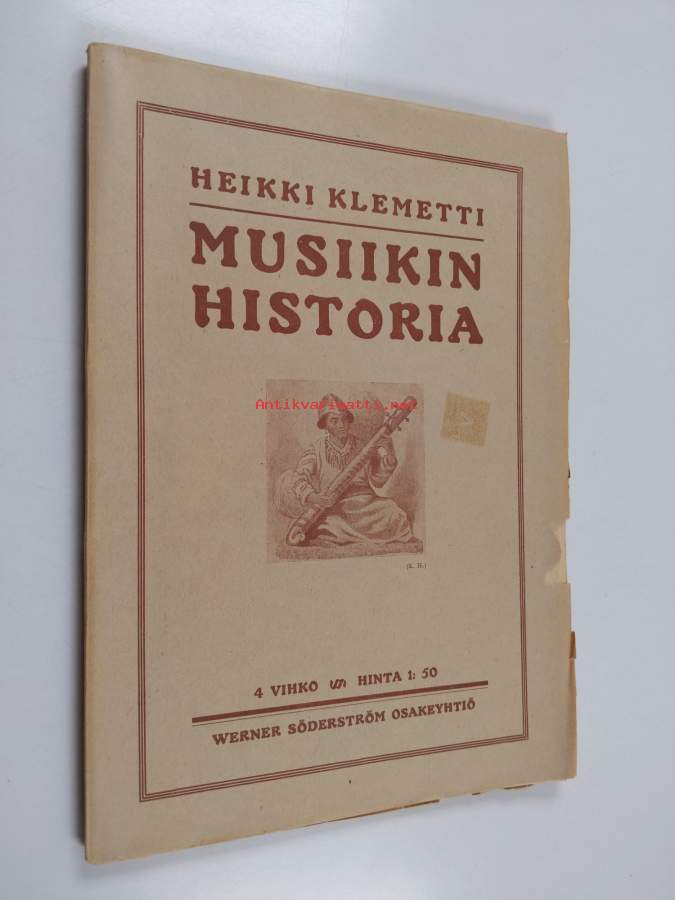 HEIKKI KLEMETTI
MUSIIKIN
HISTORIA
Antikvariaatti.net
4 VIHKO HINTA 1: 50
WERNER SÖDERSTRÖM OSAKEYHTIÖ